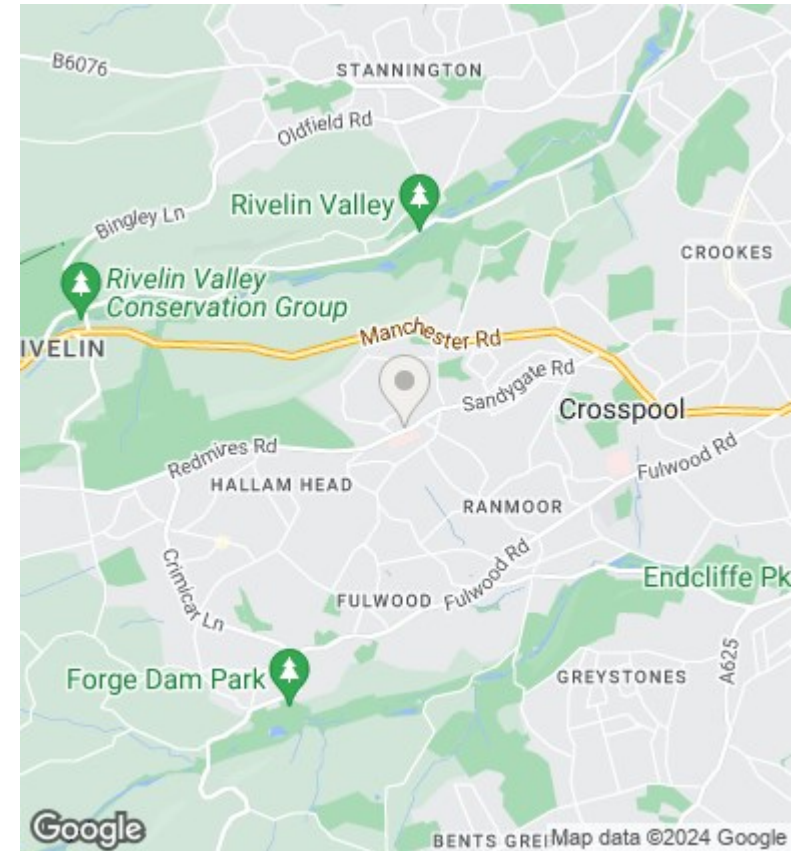 B6076
STANNINGTON
Oldfield Rd
Rivelin Valley
Bingley Ln
CROOKES
Rivelin Valley
Conservation Group
Manchester Rd
IVELIN
Sandygate Rd
Crosspool
Redmires Rd
Fulwood Rd
HALLAM HEAD
RANMOOR
Crimicar Ln
Fulwood Rd
Endcliffe Pk
FULWOOD
A625
Forge Dam Park
GREYSTONES
Google
BENTS GRE
Map data ©2024 Google